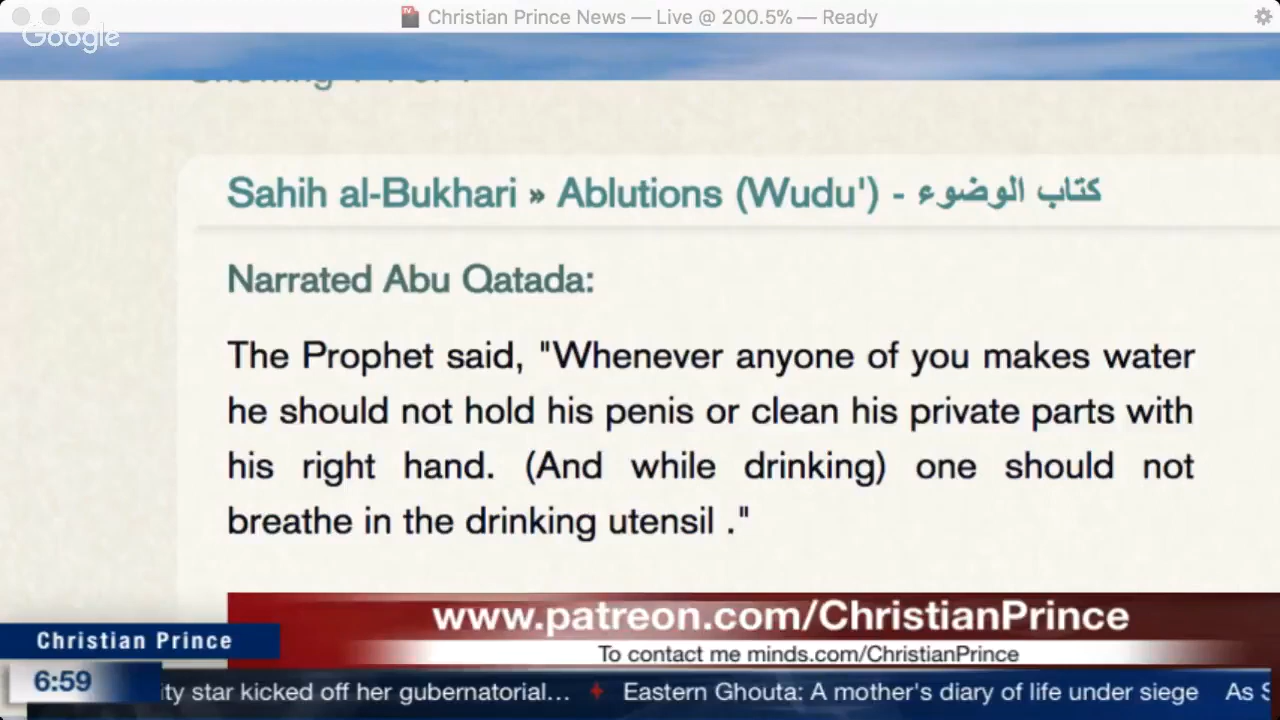 Christian Prince News — Live @ 200.5% — Ready
Google
Sahih al-Bukhari » Ablutions (Wudu') - كتاب الوضوء
Narrated Abu Qatada:
The Prophet said, "Whenever anyone of you makes water
he should not hold his penis or clean his private parts with
his right hand. (And while drinking) one should not
breathe in the drinking utensil ."
www.patreon.com/ChristianPrince
To contact me minds.com/ChristianPrince
Christian Prince
6:59
ity star kicked off her gubernatorial... Eastern Ghouta: A mother's diary of life under siege As